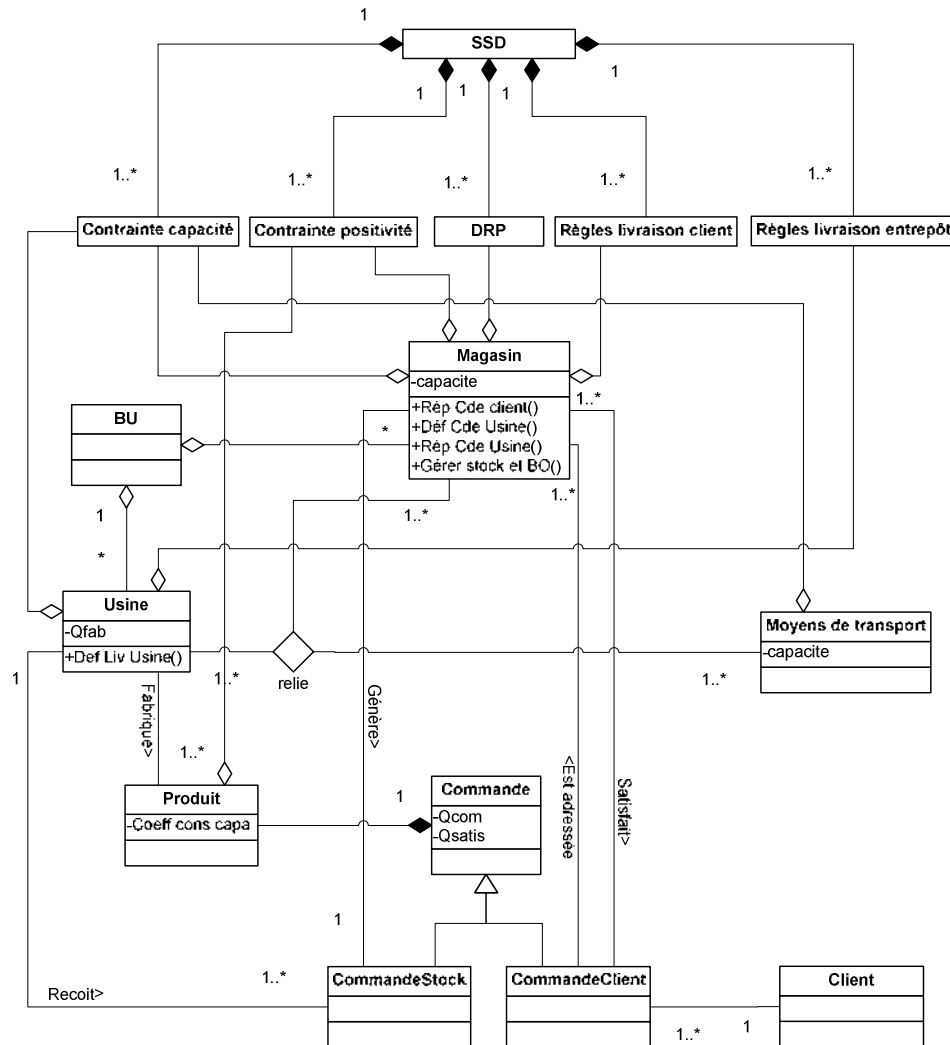 1
SSD
1
1
1
1
1..*
1..*
1..*
1..*
1..*
Contrainte capacité
Contrainte positivité
DRP
Règles livraison client
Règles livraison entrepôt
Magasin
-capacite
+Rép Cde client()
+Déf Cde Usine()
+Rép Cde Usine()
+Gérer stock et BO()
1..*
*
1..*
1..*
BU
1
*
Usine
-Qfab
+Def Liv Usine()
1
1..*
relie
Moyens de transport
-capacite
1..*
Fabrique>
Génère>
<Est adressée
Satisfait>
1..*
Produit
-Coeff cons capa
1
Commande
-Qcom
-Qsatis
1
1..*
Recoit>
CommandeStock
CommandeClient
Client
1..*
1